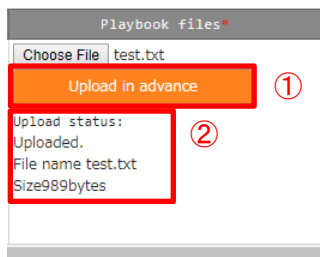 Playbook files*
Choose File test.txt
Upload in advance ①
Upload status: ②
Uploaded.
File name test.txt
Size989bytes